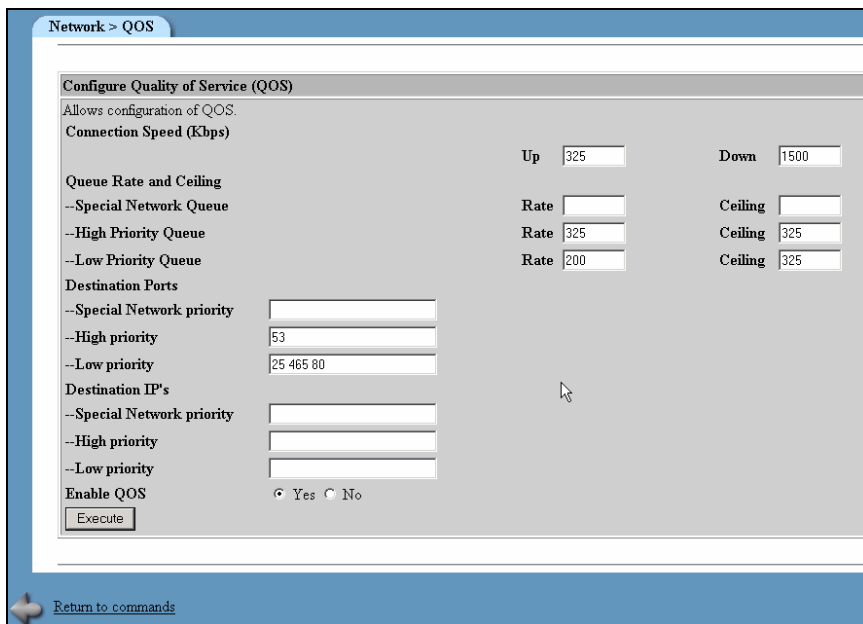 Network > QOS
Configure Quality of Service (QOS)
Allows configuration of QOS.
Connection Speed (Kbps)
Up 325 Down 1500
Queue Rate and Ceiling
--Special Network Queue Rate Ceiling
--High Priority Queue Rate 325 Ceiling 325
--Low Priority Queue Rate 200 Ceiling 325
Destination Ports
--Special Network priority
--High priority 53
--Low priority 25 465 80
Destination IP's
--Special Network priority
--High priority
--Low priority
Enable QOS Yes No
Execute
Return to commands